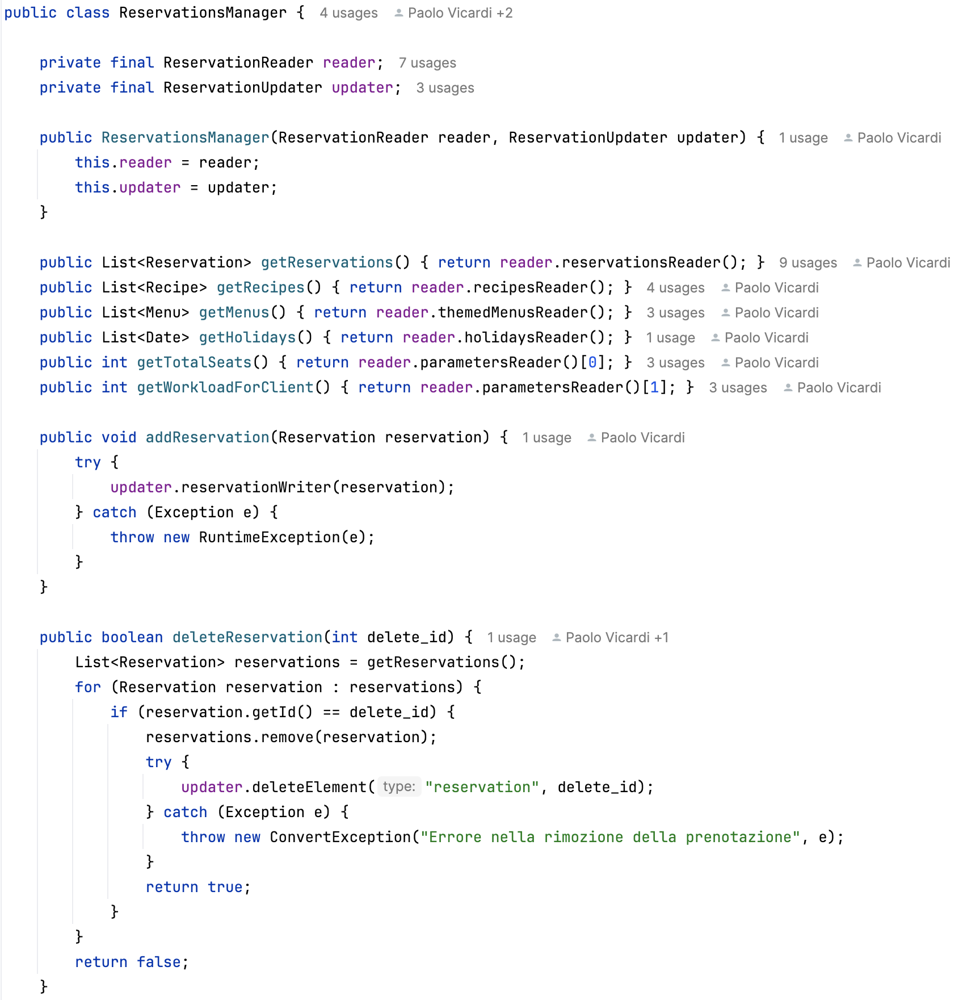 public class ReservationsManager { 4 usages Paolo Vicardi +2
private final ReservationReader reader; 7 usages
private final ReservationUpdater updater; 3 usages
public ReservationsManager(ReservationReader reader, ReservationUpdater updater) { 1 usage Paolo Vicardi
this.reader = reader;
this.updater = updater;
}
public List<Reservation> getReservations() { return reader.reservationsReader(); } 9 usages Paolo Vicardi
public List<Recipe> getRecipes() { return reader.recipesReader(); } 4 usages Paolo Vicardi
public List<Menu> getMenus() { return reader.themedMenusReader(); } 3 usages Paolo Vicardi
public List<Date> getHolidays() { return reader.holidaysReader(); } 1 usage Paolo Vicardi
public int getTotalSeats() { return reader.parametersReader()[0]; } 3 usages Paolo Vicardi
public int getWorkloadForClient() { return reader.parametersReader()[1]; } 3 usages Paolo Vicardi
public void addReservation(Reservation reservation) { 1 usage Paolo Vicardi
try {
updater.reservationWriter(reservation);
} catch (Exception e) {
throw new RuntimeException(e);
}
}
public boolean deleteReservation(int delete_id) { 1 usage Paolo Vicardi +1
List<Reservation> reservations = getReservations();
for (Reservation reservation : reservations) {
if (reservation.getId() == delete_id) {
reservations.remove(reservation);
try {
updater.deleteElement( type: "reservation", delete_id);
} catch (Exception e) {
throw new ConvertException("Errore nella rimozione della prenotazione", e);
}
return true;
}
}
return false;
}